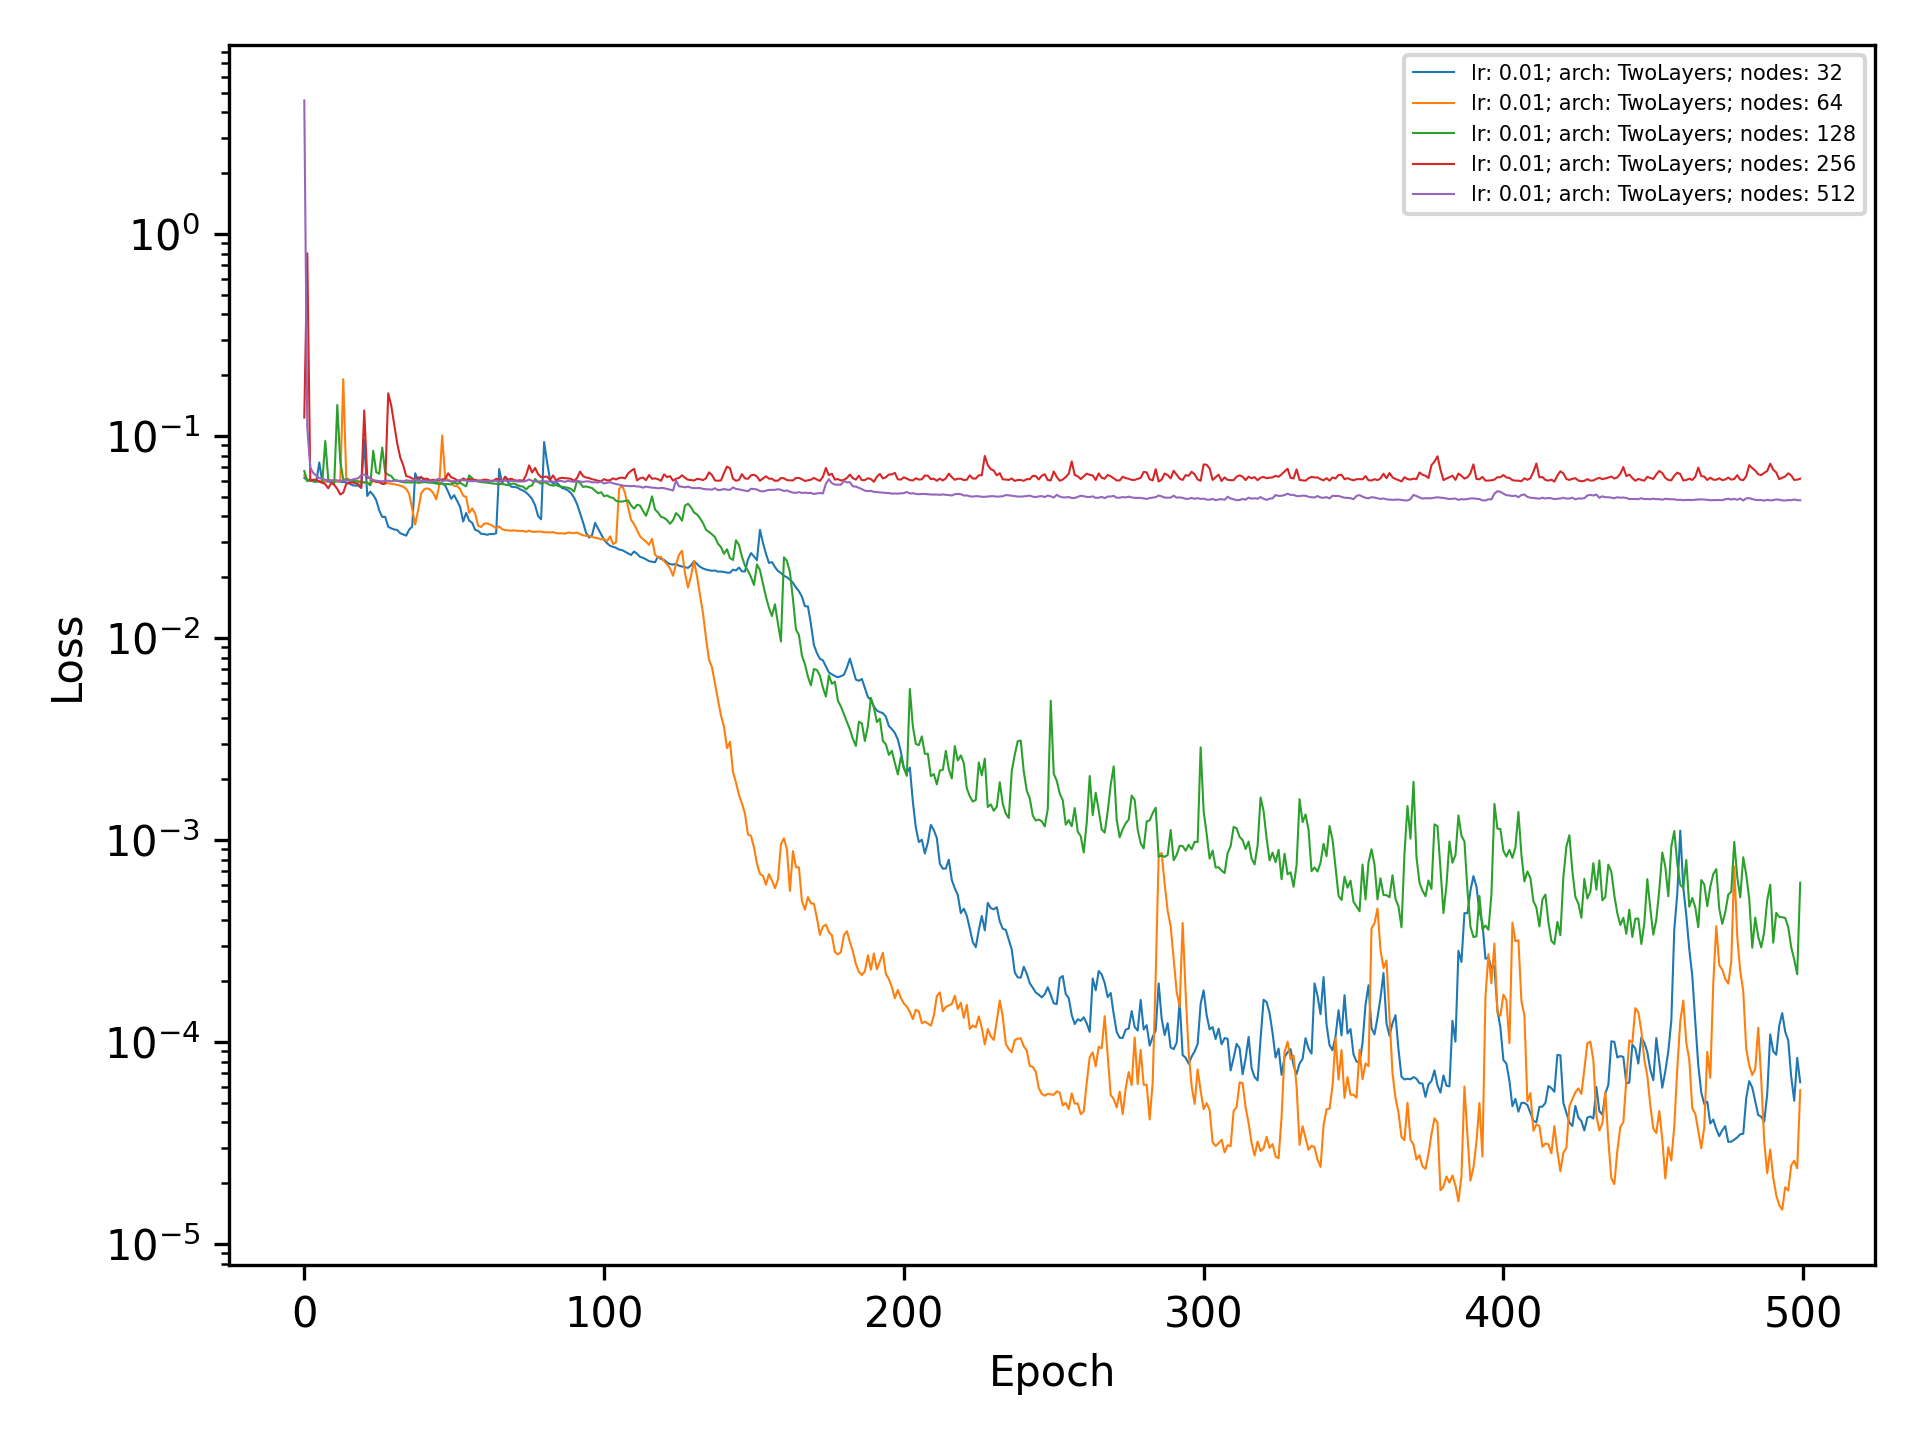 lr: 0.01; arch: TwoLayers; nodes: 32
lr: 0.01; arch: TwoLayers; nodes: 64
lr: 0.01; arch: TwoLayers; nodes: 128
lr: 0.01; arch: TwoLayers; nodes: 256
lr: 0.01; arch: TwoLayers; nodes: 512
10⁰
10⁻¹
10⁻²
10⁻³
10⁻⁴
10⁻⁵
Loss
0 100 200 300 400 500
Epoch